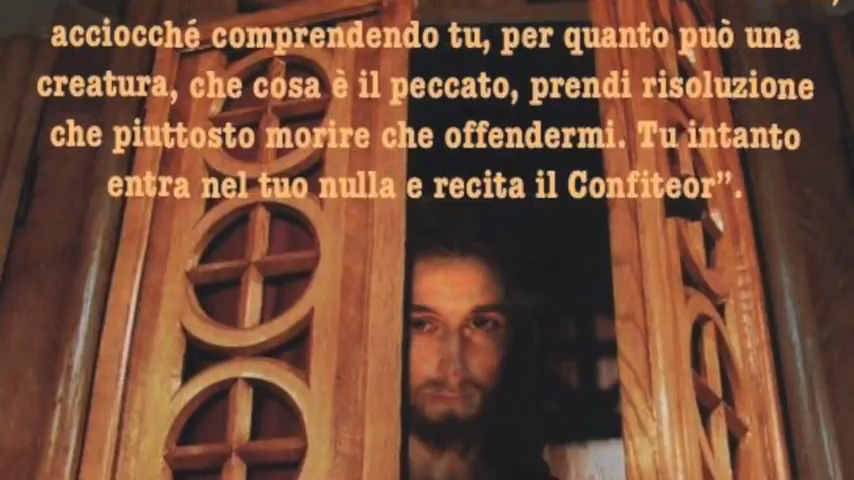 acciocché comprendendo tu, per quanto può una
creatura, che cosa è il peccato, prendi risoluzione
che piuttosto morire che offendermi. Tu intanto
entra nel tuo nulla e recita il Confiteor”.